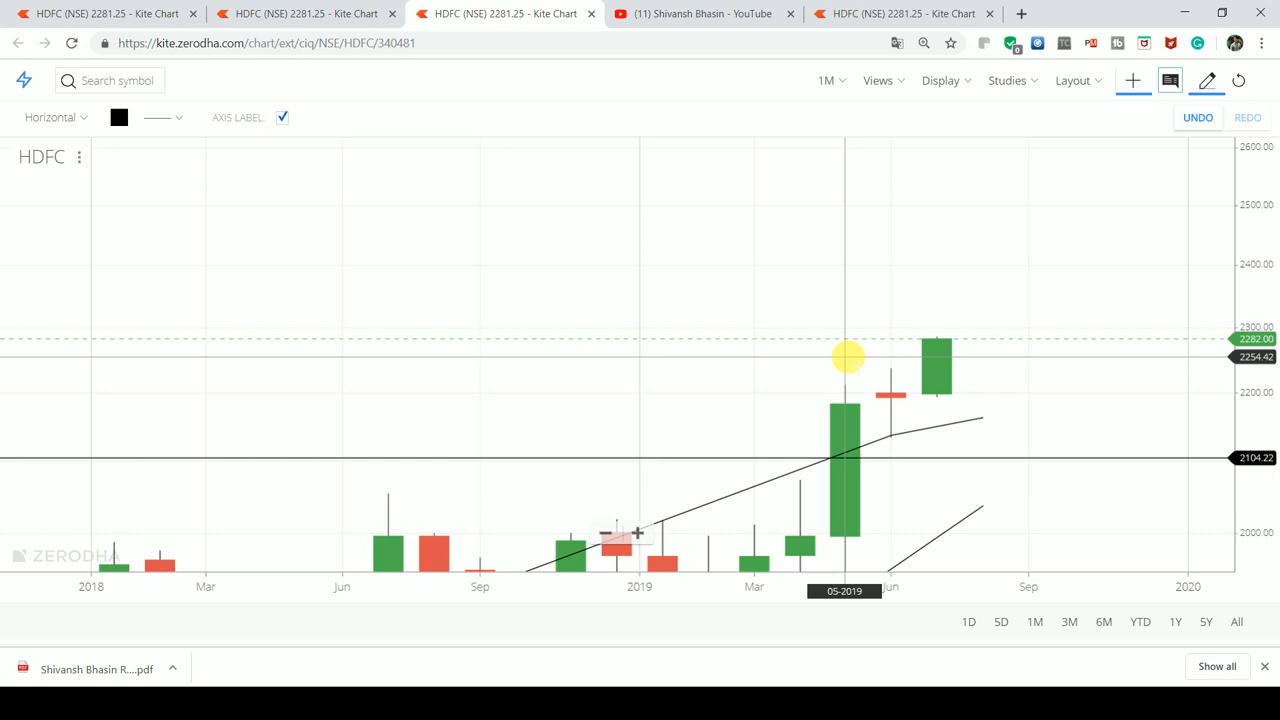 HDFC (NSE) 2281.25 - Kite Chart
HDFC (NSE) 2281.25 - Kite Chart
HDFC (NSE) 2281.25 - Kite Chart
(11) Shivansh Bhasin - YouTube
HDFC (NSE) 2281.25 - Kite Chart
https://kite.zerodha.com/chart/ext/ciq/NSE/HDFC/340481
Search symbol
1M
Views
Display
Studies
Layout
Horizontal
AXIS LABEL:
UNDO
REDO
HDFC
2600.00
2500.00
2400.00
2300.00
2282.00
2254.42
2200.00
2104.22
2000.00
ZERODHA
2018
Mar
Jun
Sep
2019
Mar
05-2019
Jun
Sep
2020
1D
5D
1M
3M
6M
YTD
1Y
5Y
All
Shivansh Bhasin R....pdf
Show all